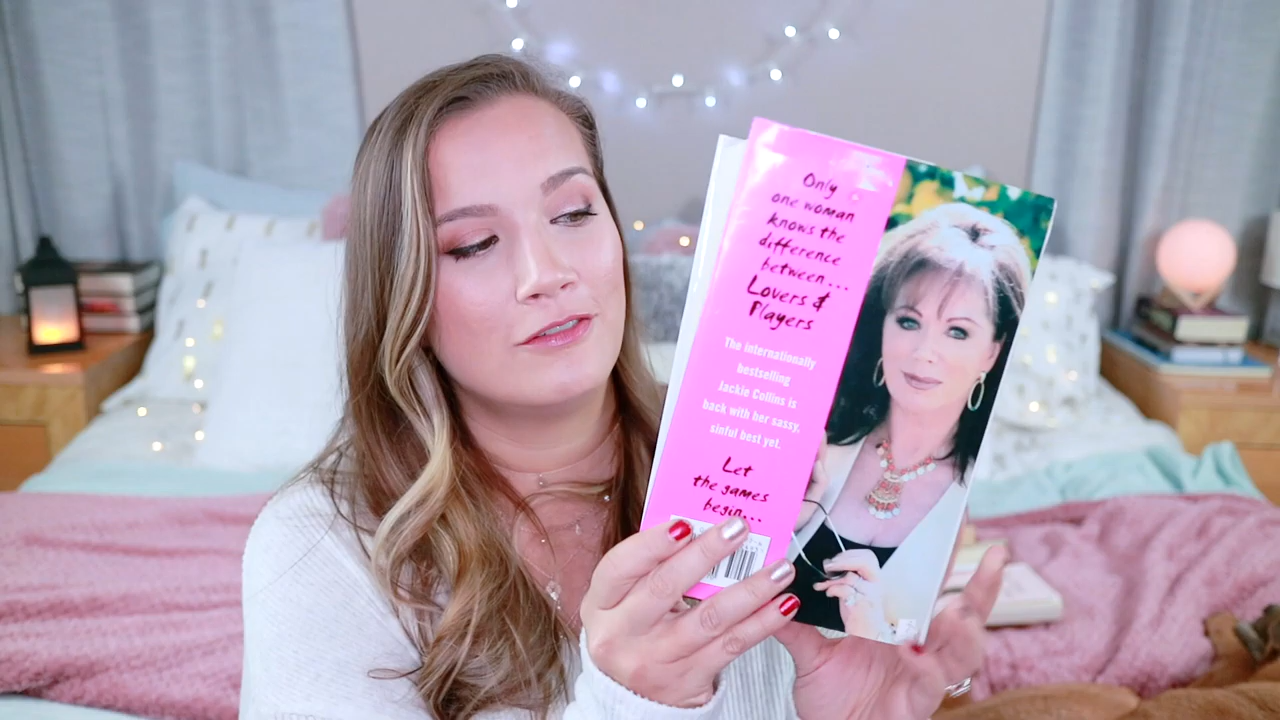 Only
one woman
knows the
difference
between...
Lovers &
Players
The internationally
bestselling
Jackie Collins is
back with her sassy,
sinful best yet.
Let
the games
begin...